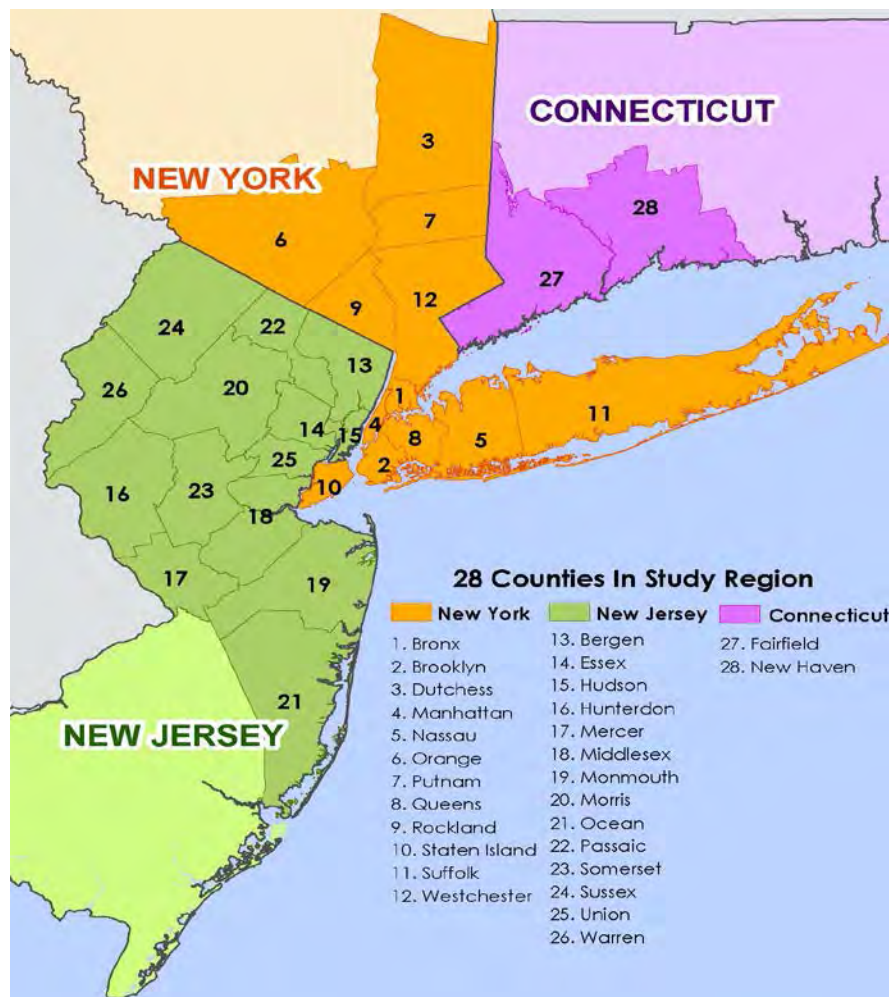 CONNECTICUT
3
NEW YORK
28
7
6
27
12
9
24
22
13
26
20
1
11
4
14
15
8
5
25
2
10
16
23
18
17
19
21
NEW JERSEY
28 Counties In Study Region
New York
1. Bronx
2. Brooklyn
3. Dutchess
4. Manhattan
5. Nassau
6. Orange
7. Putnam
8. Queens
9. Rockland
10. Staten Island
11. Suffolk
12. Westchester
New Jersey
13. Bergen
14. Essex
15. Hudson
16. Hunterdon
17. Mercer
18. Middlesex
19. Monmouth
20. Morris
21. Ocean
22. Passaic
23. Somerset
24. Sussex
25. Union
26. Warren
Connecticut
27. Fairfield
28. New Haven